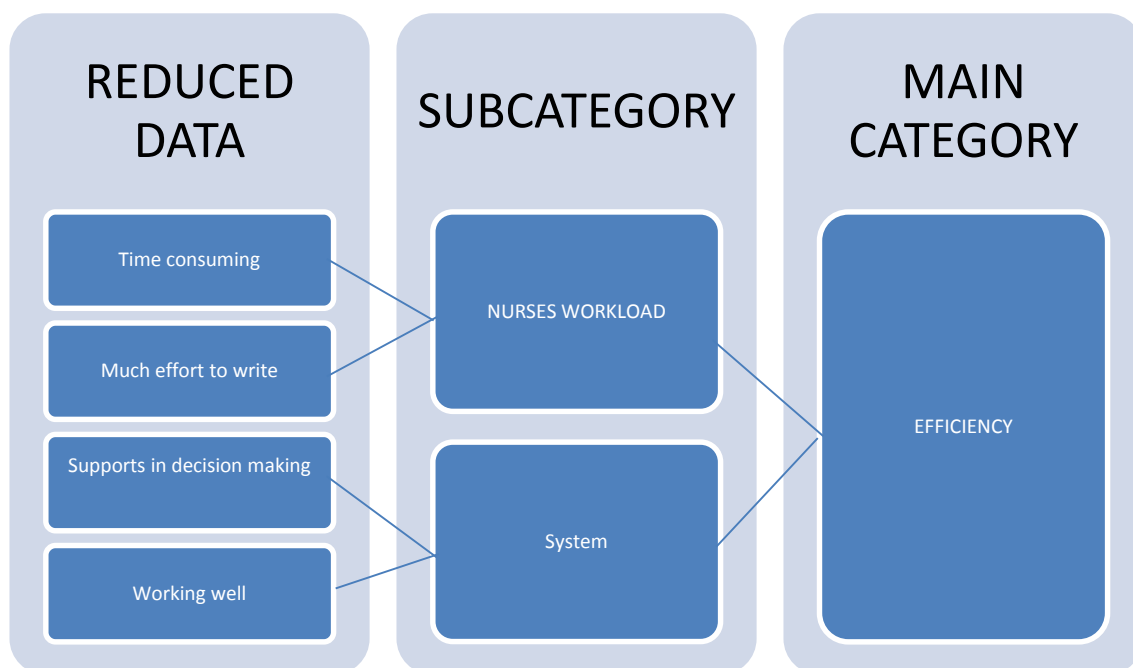 REDUCED
DATA
Time consuming
Much effort to write
Supports in decision making
Working well
SUBCATEGORY
NURSES WORKLOAD
System
MAIN
CATEGORY
EFFICIENCY